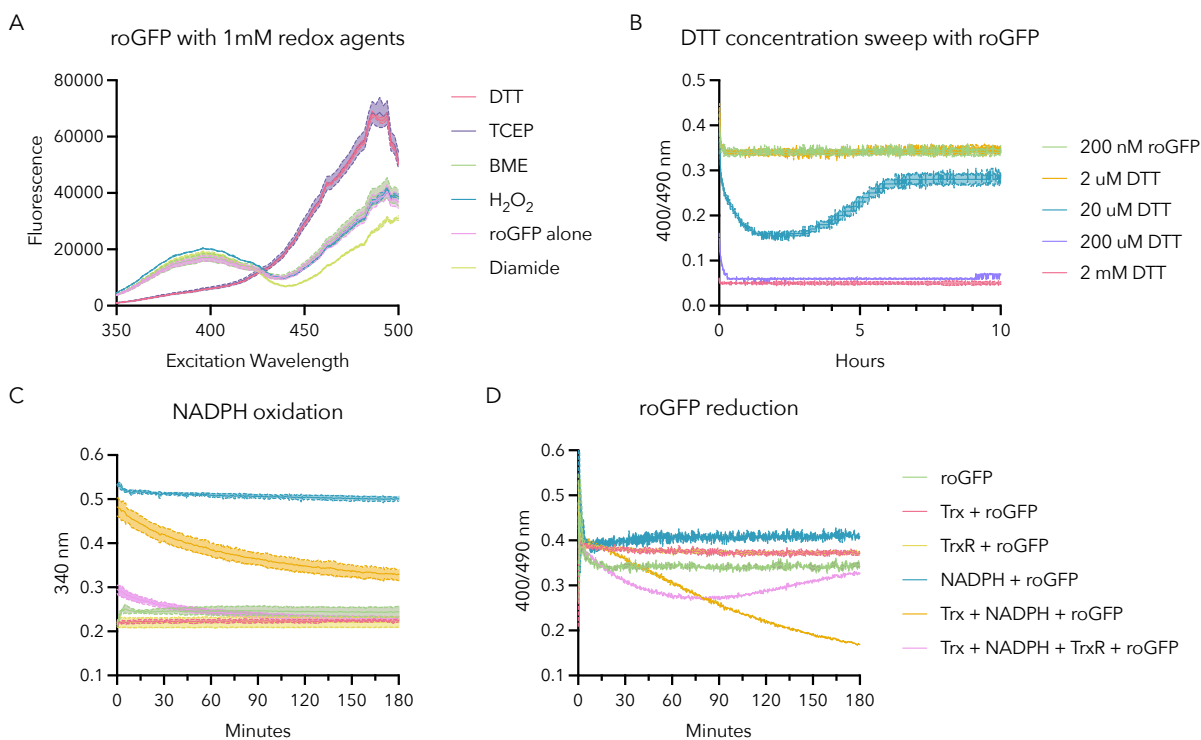 A
roGFP with 1mM redox agents
80000
60000
40000
20000
0
Fluorescence
350
400
450
500
Excitation Wavelength
DTT
TCEP
BME
H₂O₂
roGFP alone
Diamide
B
DTT concentration sweep with roGFP
0.5
0.4
0.3
0.2
0.1
0.0
400/490 nm
0
5
10
Hours
200 nM roGFP
2 uM DTT
20 uM DTT
200 uM DTT
2 mM DTT
C
NADPH oxidation
0.6
0.5
0.4
0.3
0.2
0.1
340 nm
0
30
60
90
120
150
180
Minutes
D
roGFP reduction
0.6
0.5
0.4
0.3
0.2
0.1
400/490 nm
0
30
60
90
120
150
180
Minutes
roGFP
Trx + roGFP
TrxR + roGFP
NADPH + roGFP
Trx + NADPH + roGFP
Trx + NADPH + TrxR + roGFP